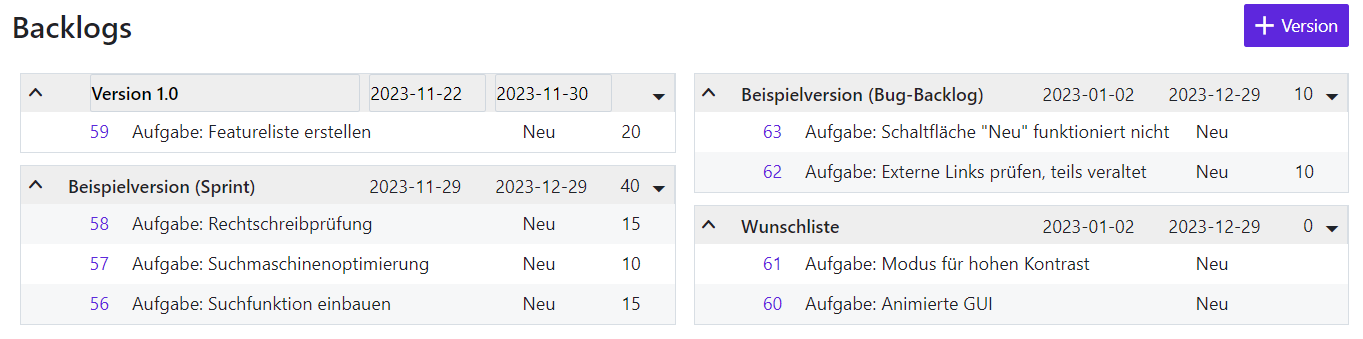 Backlogs
Version
Version 1.0 2023-11-22 2023-11-30
59 Aufgabe: Featureliste erstellen Neu 20
Beispielversion (Sprint) 2023-11-29 2023-12-29 40
58 Aufgabe: Rechtschreibprüfung Neu 15
57 Aufgabe: Suchmaschinenoptimierung Neu 10
56 Aufgabe: Suchfunktion einbauen Neu 15
Beispielversion (Bug-Backlog) 2023-01-02 2023-12-29 10
63 Aufgabe: Schaltfläche "Neu" funktioniert nicht Neu
62 Aufgabe: Externe Links prüfen, teils veraltet Neu 10
Wunschliste 2023-01-02 2023-12-29 0
61 Aufgabe: Modus für hohen Kontrast Neu
60 Aufgabe: Animierte GUI Neu